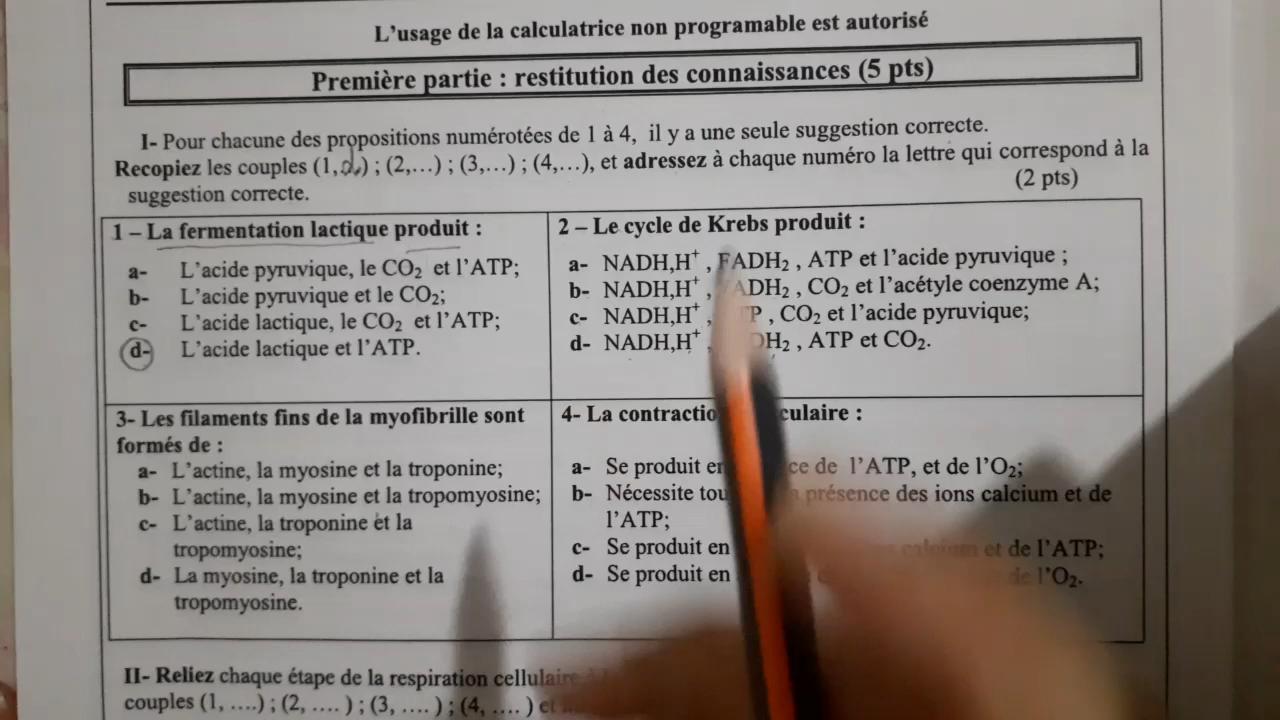 L'usage de la calculatrice non programable est autorisé
Première partie : restitution des connaissances (5 pts)
I- Pour chacune des propositions numérotées de 1 à 4, il y a une seule suggestion correcte.
Recopiez les couples (1,d) ; (2,…) ; (3,…) ; (4,…), et adressez à chaque numéro la lettre qui correspond à la
suggestion correcte.
(2 pts)
1 – La fermentation lactique produit :
a- L'acide pyruvique, le CO₂ et l'ATP;
b- L'acide pyruvique et le CO₂;
c- L'acide lactique, le CO₂ et l'ATP;
d- L'acide lactique et l'ATP.
2 – Le cycle de Krebs produit :
a- NADH,H⁺ , FADH₂ , ATP et l'acide pyruvique ;
b- NADH,H⁺ , ADH₂ , CO₂ et l'acétyle coenzyme A;
c- NADH,H⁺ , P , CO₂ et l'acide pyruvique;
d- NADH,H⁺ , DH₂ , ATP et CO₂.
3- Les filaments fins de la myofibrille sont
formés de :
a- L'actine, la myosine et la troponine;
b- L'actine, la myosine et la tropomyosine;
c- L'actine, la troponine et la
tropomyosine;
d- La myosine, la troponine et la
tropomyosine.
4- La contractio culaire :
a- Se produit en ce de l'ATP, et de l'O₂;
b- Nécessite tou présence des ions calcium et de
l'ATP;
c- Se produit en calcium et de l'ATP;
d- Se produit en de l'O₂.
II- Reliez chaque étape de la respiration cellulaire
couples (1, ….) ; (2, …. ) ; (3, …. ) ; (4, …. ) et